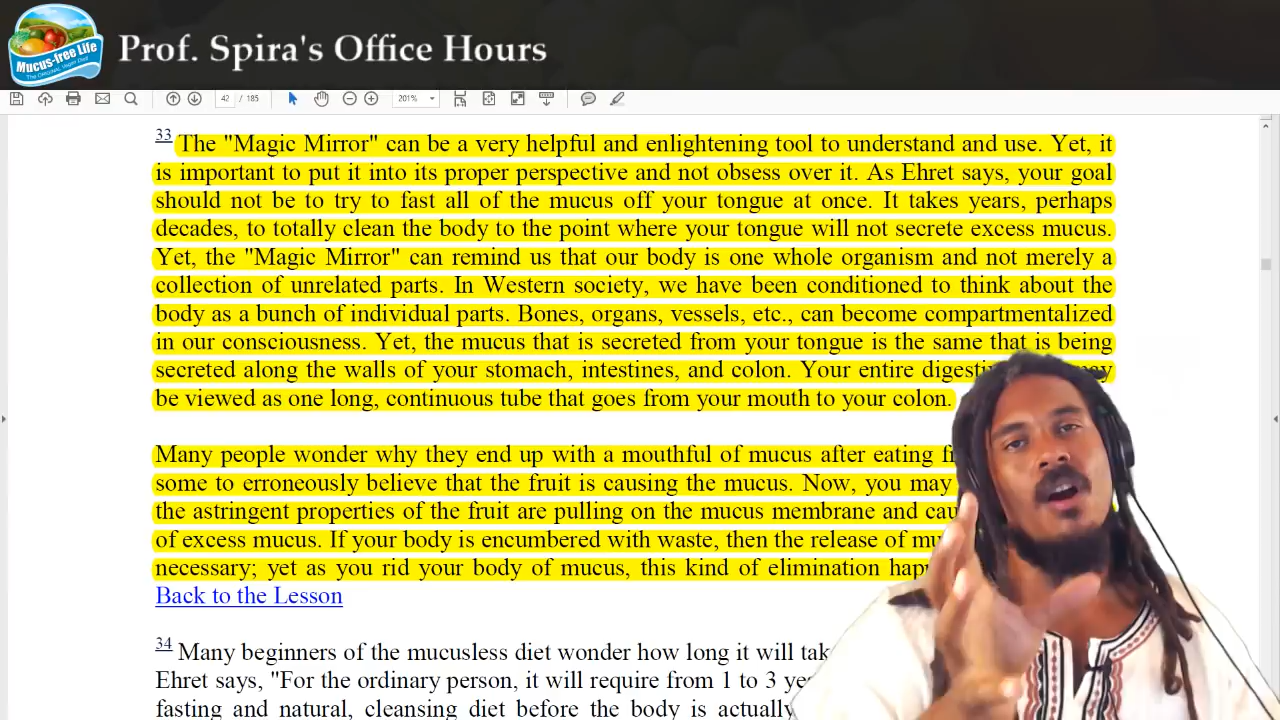 Mucus-free Life
The ORIGINAL Vegan Diet!
Prof. Spira's Office Hours
42 / 185
201%
33 The "Magic Mirror" can be a very helpful and enlightening tool to understand and use. Yet, it
is important to put it into its proper perspective and not obsess over it. As Ehret says, your goal
should not be to try to fast all of the mucus off your tongue at once. It takes years, perhaps
decades, to totally clean the body to the point where your tongue will not secrete excess mucus.
Yet, the "Magic Mirror" can remind us that our body is one whole organism and not merely a
collection of unrelated parts. In Western society, we have been conditioned to think about the
body as a bunch of individual parts. Bones, organs, vessels, etc., can become compartmentalized
in our consciousness. Yet, the mucus that is secreted from your tongue is the same that is being
secreted along the walls of your stomach, intestines, and colon. Your entire may
be viewed as one long, continuous tube that goes from your mouth to your colon.
Many people wonder why they end up with a mouthful of mucus after eating
some to erroneously believe that the fruit is causing the mucus. Now, you may
the astringent properties of the fruit are pulling on the mucus membrane and
of excess mucus. If your body is encumbered with waste, then the release of
necessary; yet as you rid your body of mucus, this kind of elimination
Back to the Lesson
34 Many beginners of the mucusless diet wonder how long it will
Ehret says, "For the ordinary person, it will require from 1 to 3
fasting and natural, cleansing diet before the body is actually